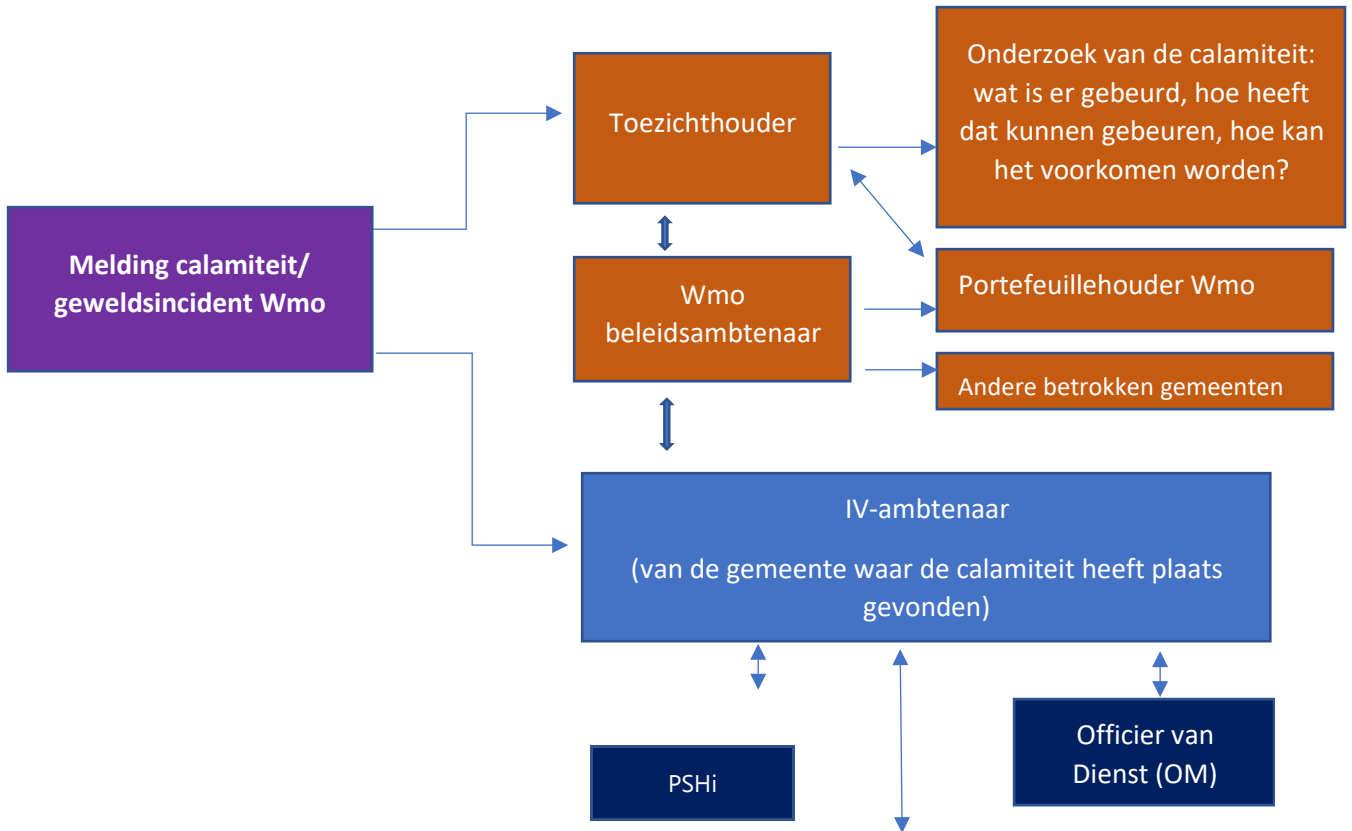 Melding calamiteit/
geweldsincident Wmo
Toezichthouder
Onderzoek van de calamiteit:
wat is er gebeurd, hoe heeft
dat kunnen gebeuren, hoe kan
het voorkomen worden?
Wmo
beleidsambtenaar
Portefeuillehouder Wmo
Andere betrokken gemeenten
IV-ambtenaar
(van de gemeente waar de calamiteit heeft plaats
gevonden)
PSHi
Officier van
Dienst (OM)